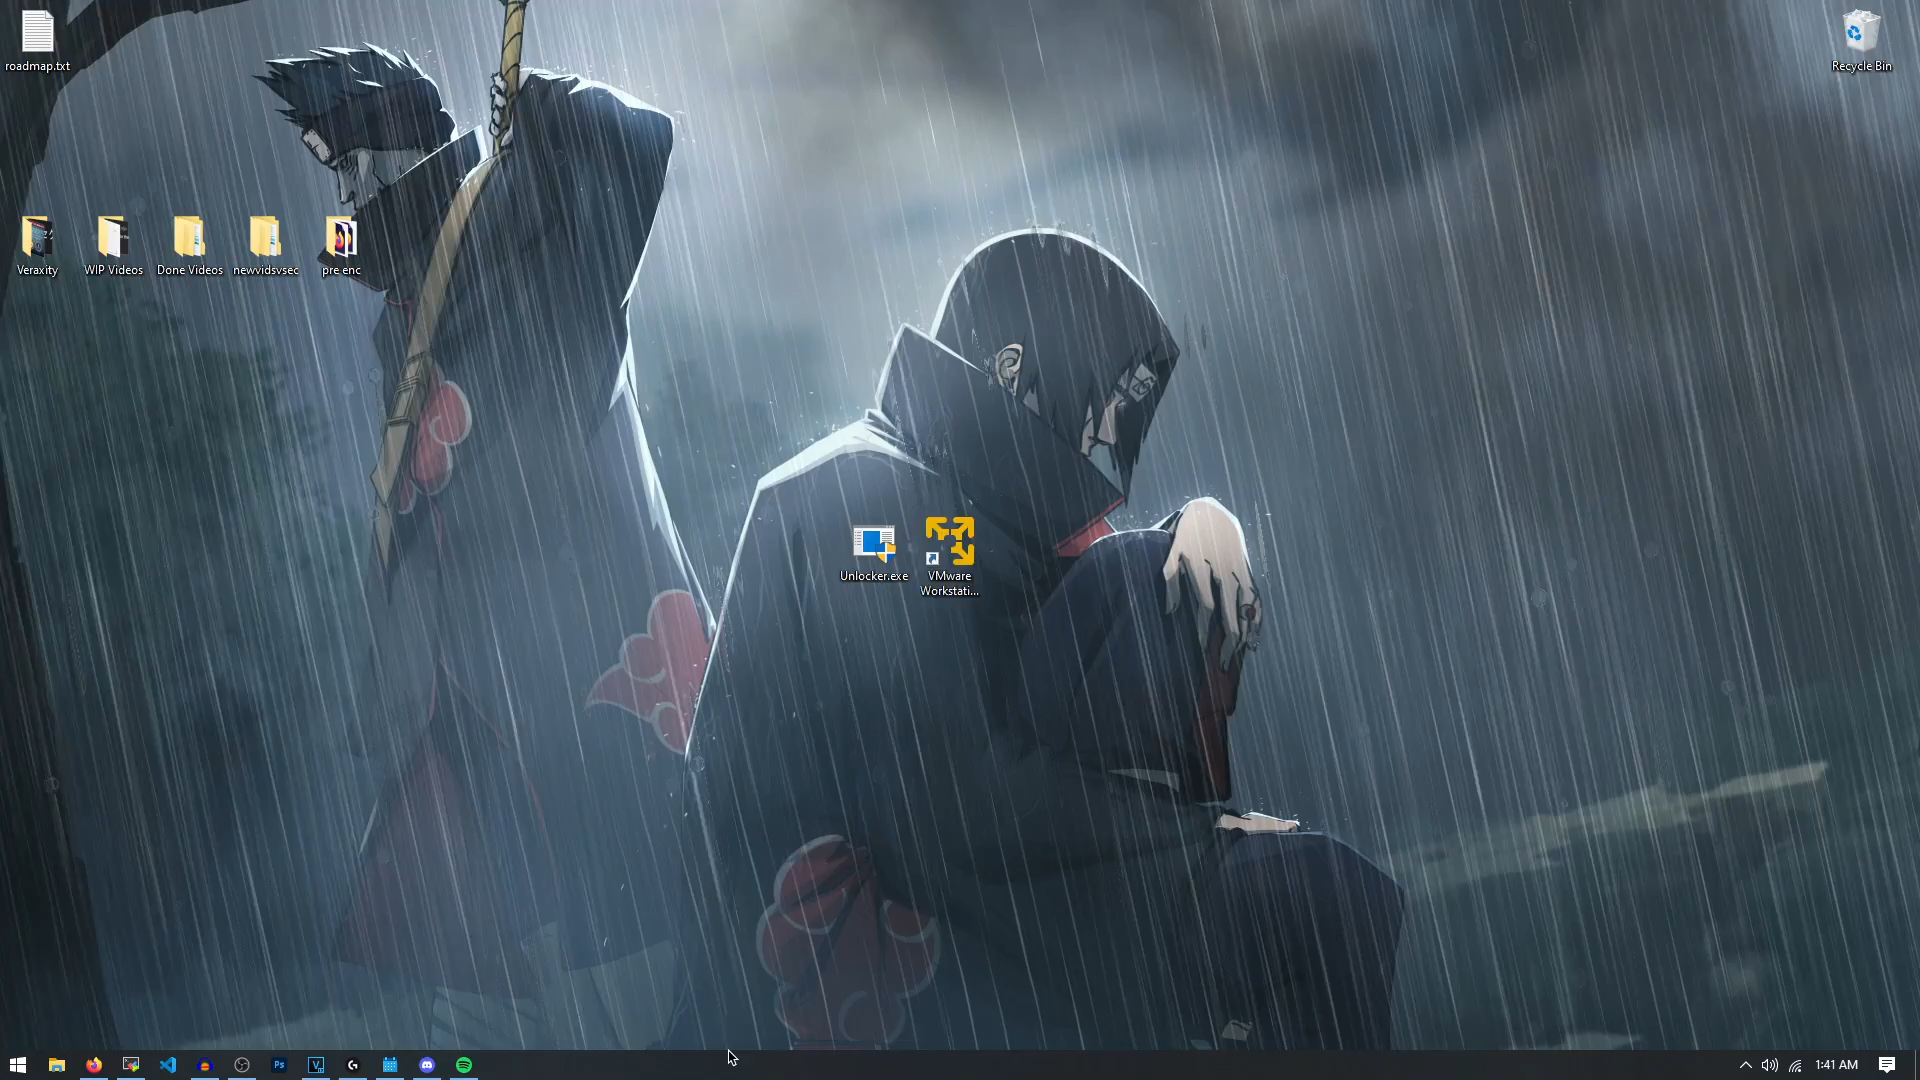 roadmap.txt
Recycle Bin
Veraxity
WIP Videos
Done Videos
newvidsvsec
pre enc
Unlocker.exe
VMware
Workstati...
Ps
V
G
1:41 AM